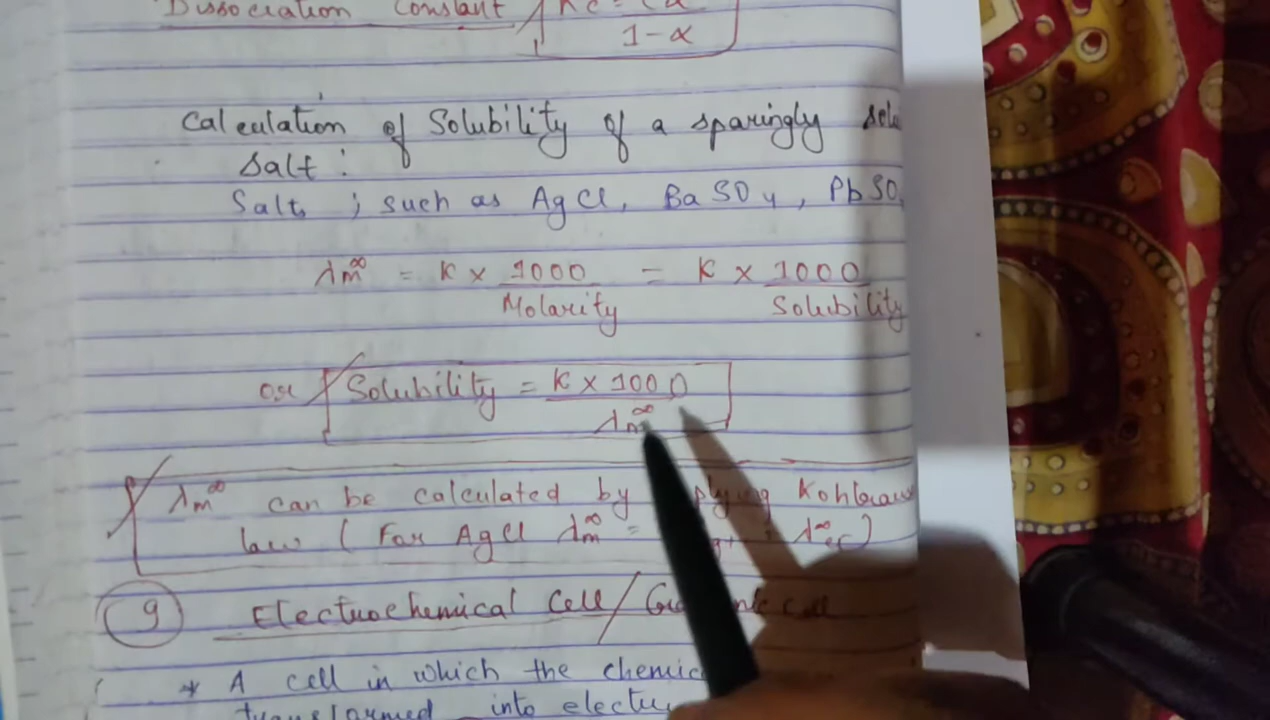 Dissociation Constant Kc = Cα
1-α
Calculation of Solubility of a sparingly
Salt :
Salts ; such as AgCl, BaSO4, PbSO
λm∞ = K × 1000 / Molarity = K × 1000 / Solubility
or Solubility = K × 1000 / λm∞
λm∞ can be calculated by Kohlrau
law ( For AgCl λm∞ =
9 Electrochemical Cell/
* A cell in which the chemic
transformed into